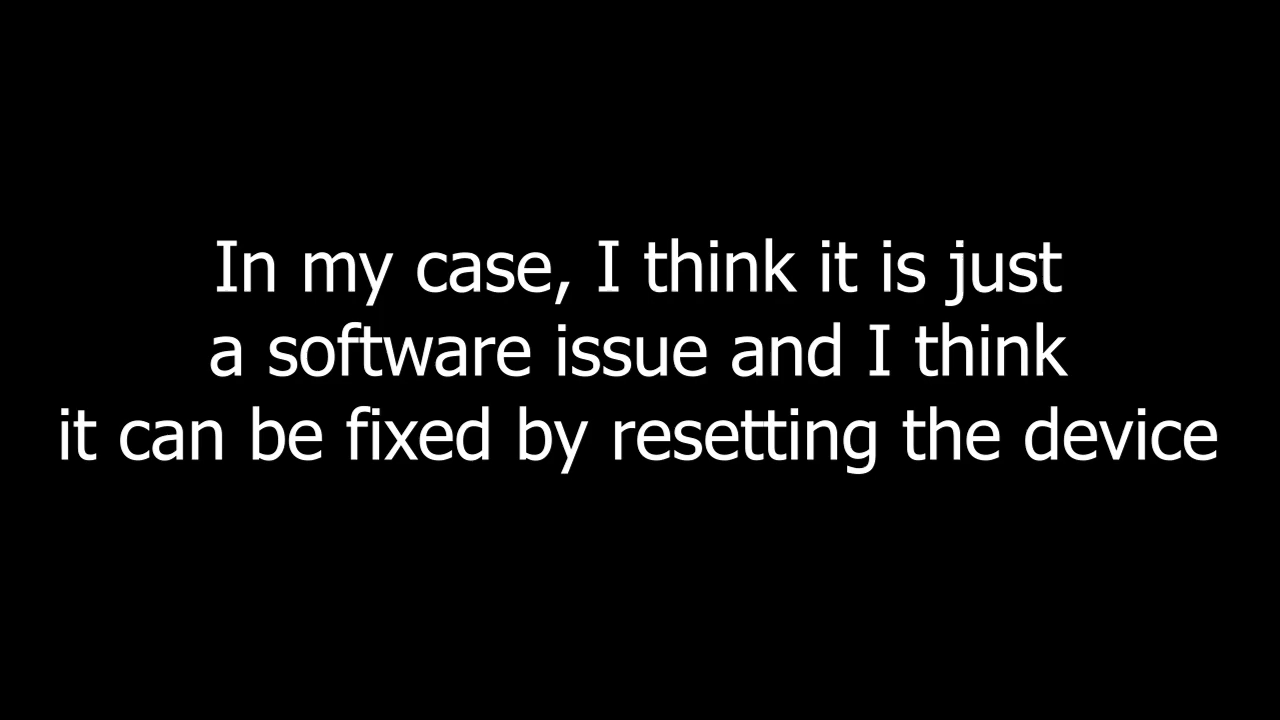 In my case, I think it is just
a software issue and I think
it can be fixed by resetting the device